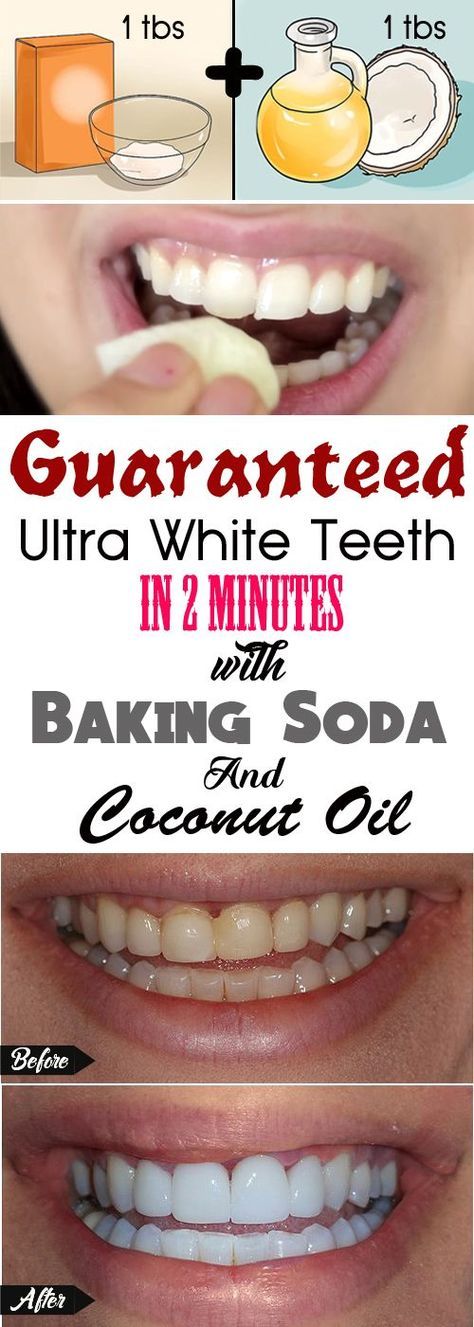 1 tbs
+
1 tbs
Guaranteed
Ultra White Teeth
IN 2 MINUTES
with
BAKING SODA
And
Coconut Oil
Before
After